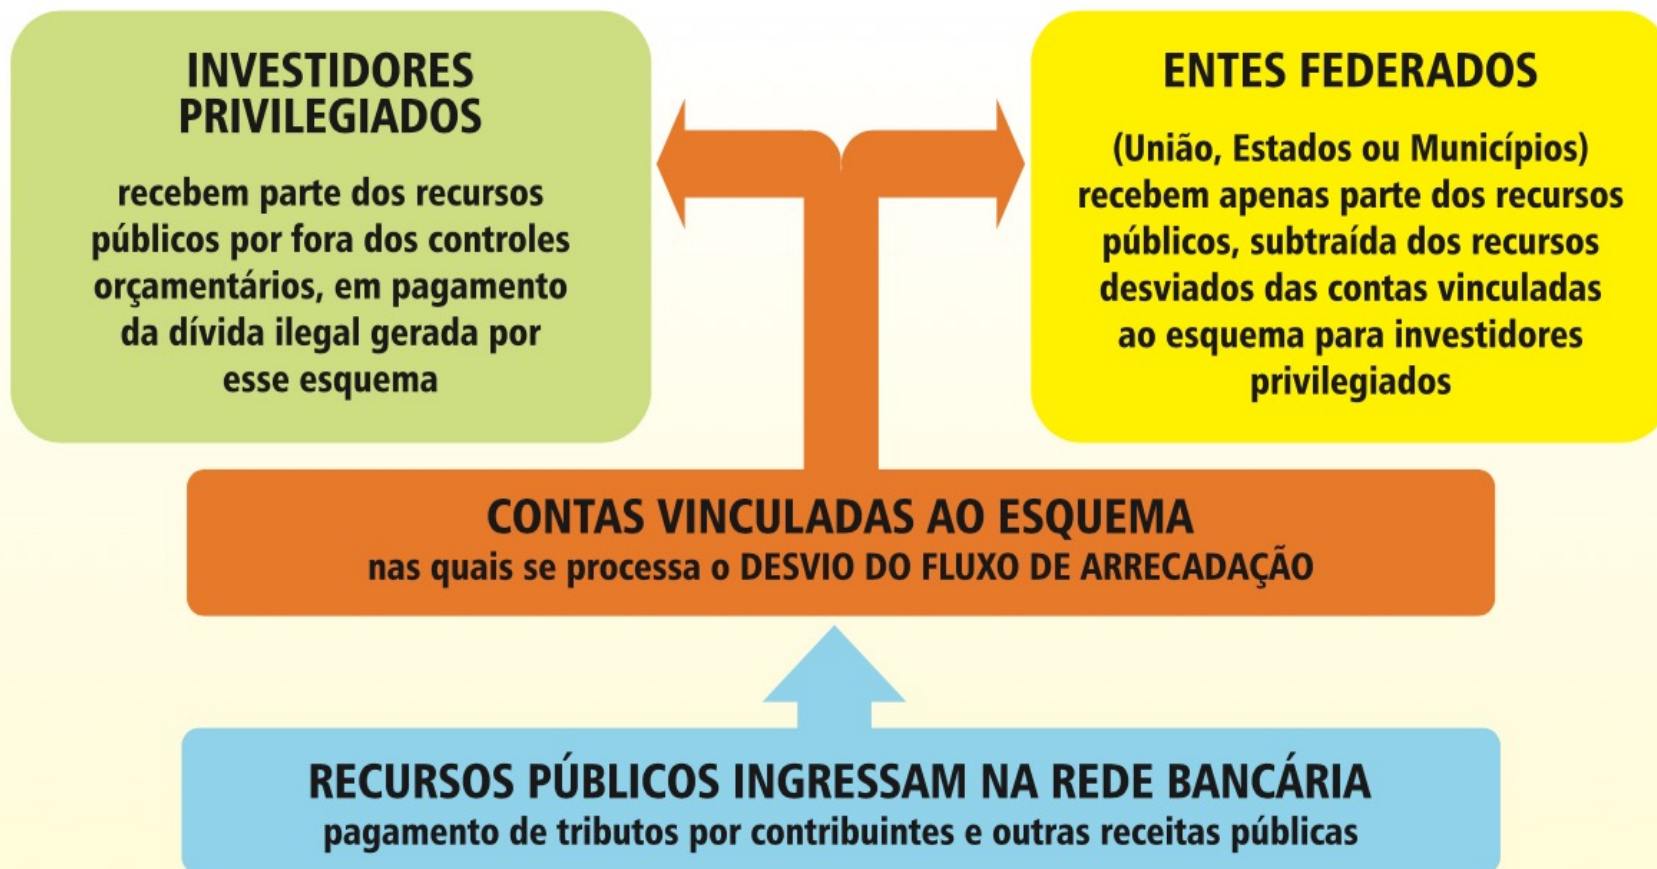 INVESTIDORES
PRIVILEGIADOS
recebem parte dos recursos
públicos por fora dos controles
orçamentários, em pagamento
da dívida ilegal gerada por
esse esquema
ENTES FEDERADOS
(União, Estados ou Municípios)
recebem apenas parte dos recursos
públicos, subtraída dos recursos
desviados das contas vinculadas
ao esquema para investidores
privilegiados
CONTAS VINCULADAS AO ESQUEMA
nas quais se processa o DESVIO DO FLUXO DE ARRECADAÇÃO
RECURSOS PÚBLICOS INGRESSAM NA REDE BANCÁRIA
pagamento de tributos por contribuintes e outras receitas públicas